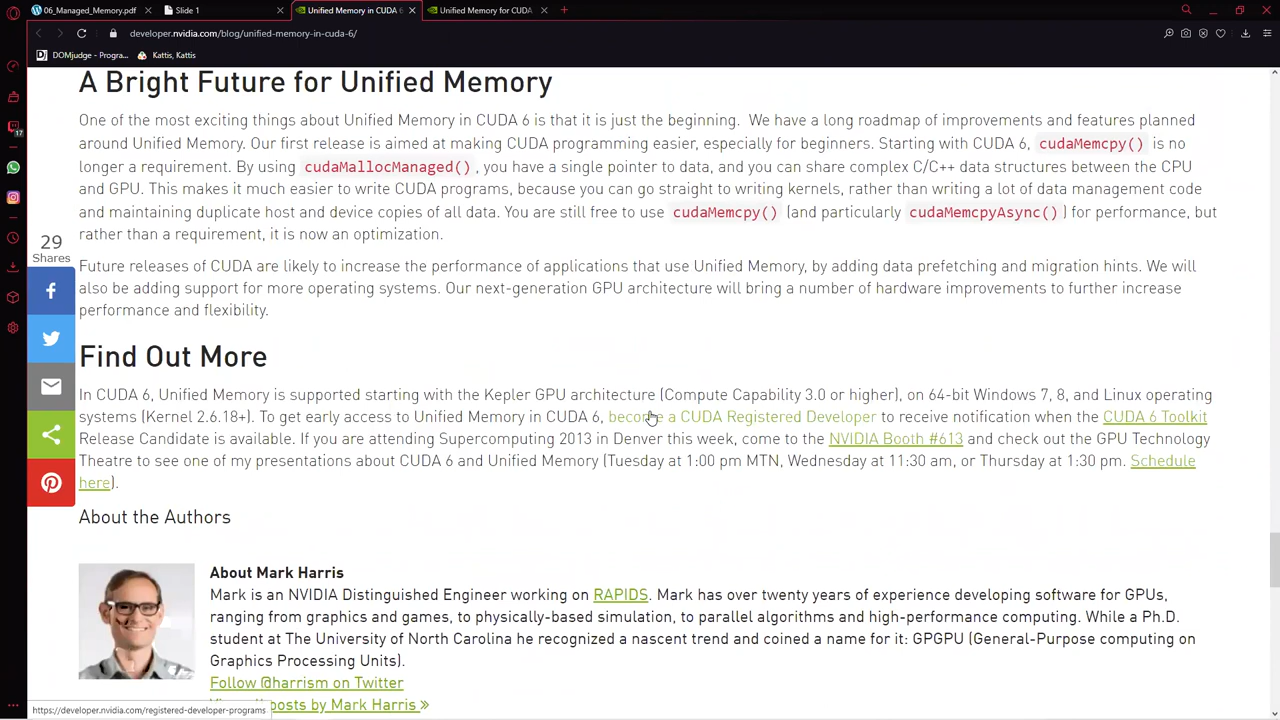 06_Managed_Memory.pdf
Slide 1
Unified Memory in CUDA 6
Unified Memory for CUDA
developer.nvidia.com/blog/unified-memory-in-cuda-6/
DOMjudge - Progra...
Kattis, Kattis
17
A Bright Future for Unified Memory
One of the most exciting things about Unified Memory in CUDA 6 is that it is just the beginning. We have a long roadmap of improvements and features planned
around Unified Memory. Our first release is aimed at making CUDA programming easier, especially for beginners. Starting with CUDA 6, cudaMemcpy() is no
longer a requirement. By using cudaMallocManaged() , you have a single pointer to data, and you can share complex C/C++ data structures between the CPU
and GPU. This makes it much easier to write CUDA programs, because you can go straight to writing kernels, rather than writing a lot of data management code
and maintaining duplicate host and device copies of all data. You are still free to use cudaMemcpy() (and particularly cudaMemcpyAsync() ) for performance, but
rather than a requirement, it is now an optimization.
29
Shares
Future releases of CUDA are likely to increase the performance of applications that use Unified Memory, by adding data prefetching and migration hints. We will
also be adding support for more operating systems. Our next-generation GPU architecture will bring a number of hardware improvements to further increase
performance and flexibility.
Find Out More
In CUDA 6, Unified Memory is supported starting with the Kepler GPU architecture (Compute Capability 3.0 or higher), on 64-bit Windows 7, 8, and Linux operating
systems (Kernel 2.6.18+). To get early access to Unified Memory in CUDA 6, become a CUDA Registered Developer to receive notification when the CUDA 6 Toolkit
Release Candidate is available. If you are attending Supercomputing 2013 in Denver this week, come to the NVIDIA Booth #613 and check out the GPU Technology
Theatre to see one of my presentations about CUDA 6 and Unified Memory (Tuesday at 1:00 pm MTN, Wednesday at 11:30 am, or Thursday at 1:30 pm. Schedule
here).
About the Authors
About Mark Harris
Mark is an NVIDIA Distinguished Engineer working on RAPIDS. Mark has over twenty years of experience developing software for GPUs,
ranging from graphics and games, to physically-based simulation, to parallel algorithms and high-performance computing. While a Ph.D.
student at The University of North Carolina he recognized a nascent trend and coined a name for it: GPGPU (General-Purpose computing on
Graphics Processing Units).
Follow @harrism on Twitter
posts by Mark Harris »
https://developer.nvidia.com/registered-developer-programs